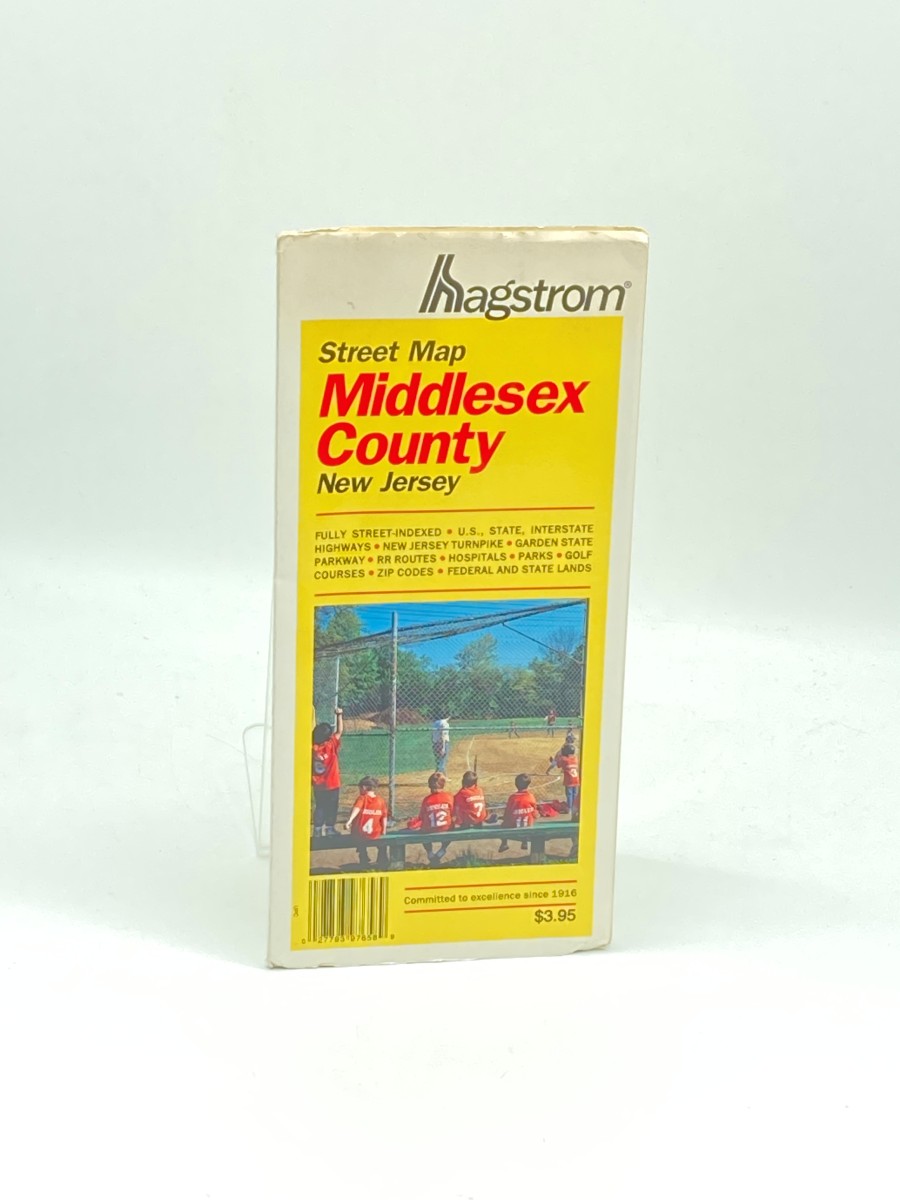 hagstrom®
Street Map
Middlesex
County
New Jersey
FULLY STREET-INDEXED • U.S., STATE, INTERSTATE
HIGHWAYS • NEW JERSEY TURNPIKE • GARDEN STATE
PARKWAY • RR ROUTES • HOSPITALS • PARKS • GOLF
COURSES • ZIP CODES • FEDERAL AND STATE LANDS
4
12
7
11
3
Committed to excellence since 1916
$3.95